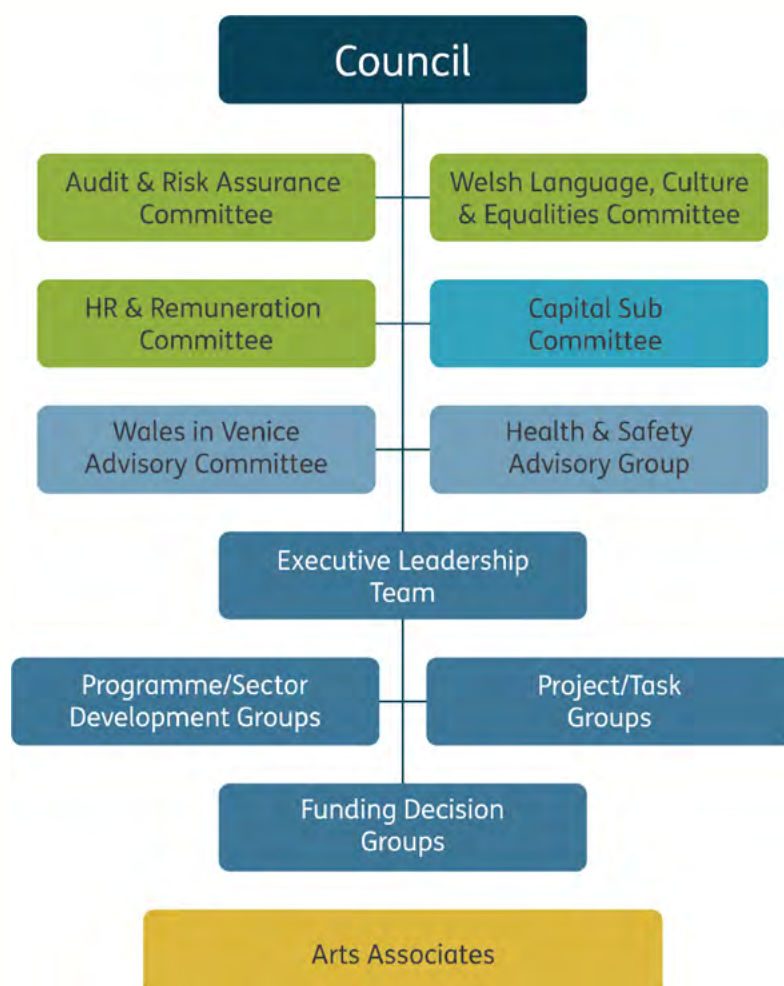 Council
Audit & Risk Assurance
Committee
Welsh Language, Culture
& Equalities Committee
HR & Remuneration
Committee
Capital Sub
Committee
Wales in Venice
Advisory Committee
Health & Safety
Advisory Group
Executive Leadership
Team
Programme/Sector
Development Groups
Project/Task
Groups
Funding Decision
Groups
Arts Associates